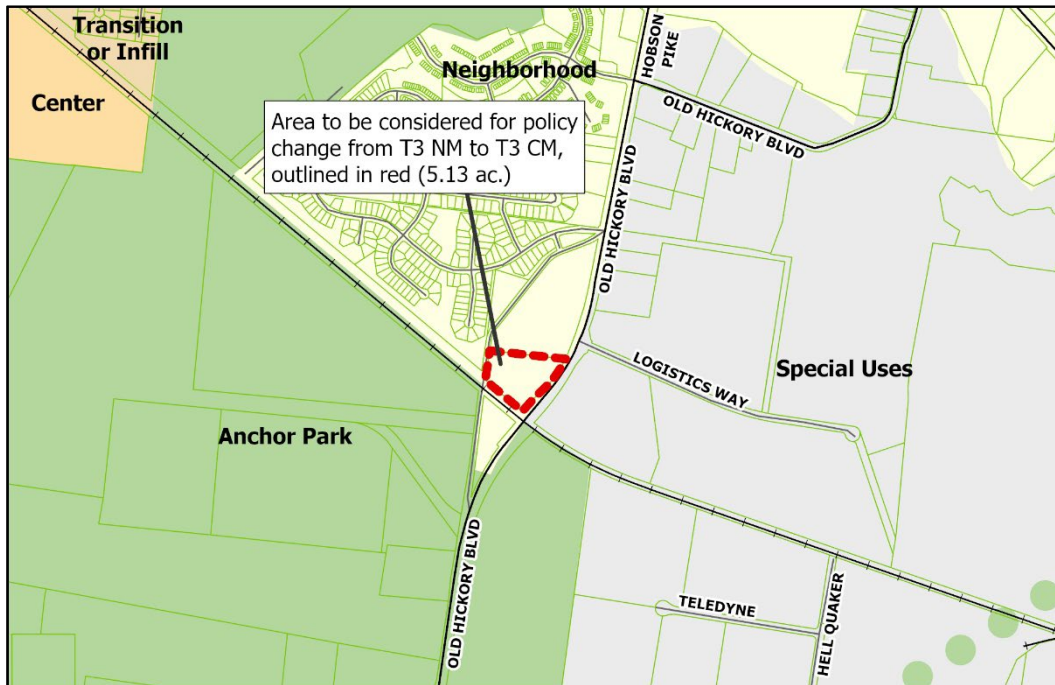 Transition
or Infill
Center
Neighborhood
HOBSON
PIKE
OLD HICKORY BLVD
Area to be considered for policy
change from T3 NM to T3 CM,
outlined in red (5.13 ac.)
OLD HICKORY BLVD
LOGISTICS WAY
Special Uses
Anchor Park
OLD HICKORY BLVD
TELEDYNE
HELL QUAKER